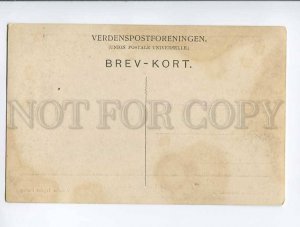 VERDENSPOSTFORENINGEN.
(UNION POSTALE UNIVERSELLE.)
BREV-KORT.
NOT FOR COPY